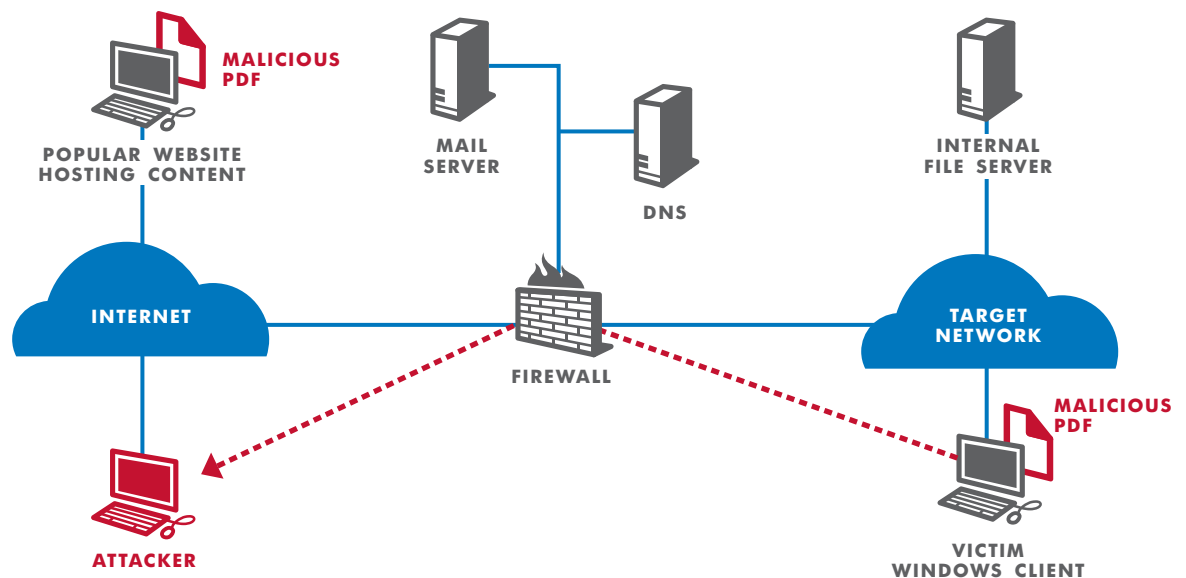 MALICIOUS
PDF
POPULAR WEBSITE
HOSTING CONTENT
MAIL
SERVER
DNS
INTERNAL
FILE SERVER
INTERNET
FIREWALL
TARGET
NETWORK
MALICIOUS
PDF
ATTACKER
VICTIM
WINDOWS CLIENT